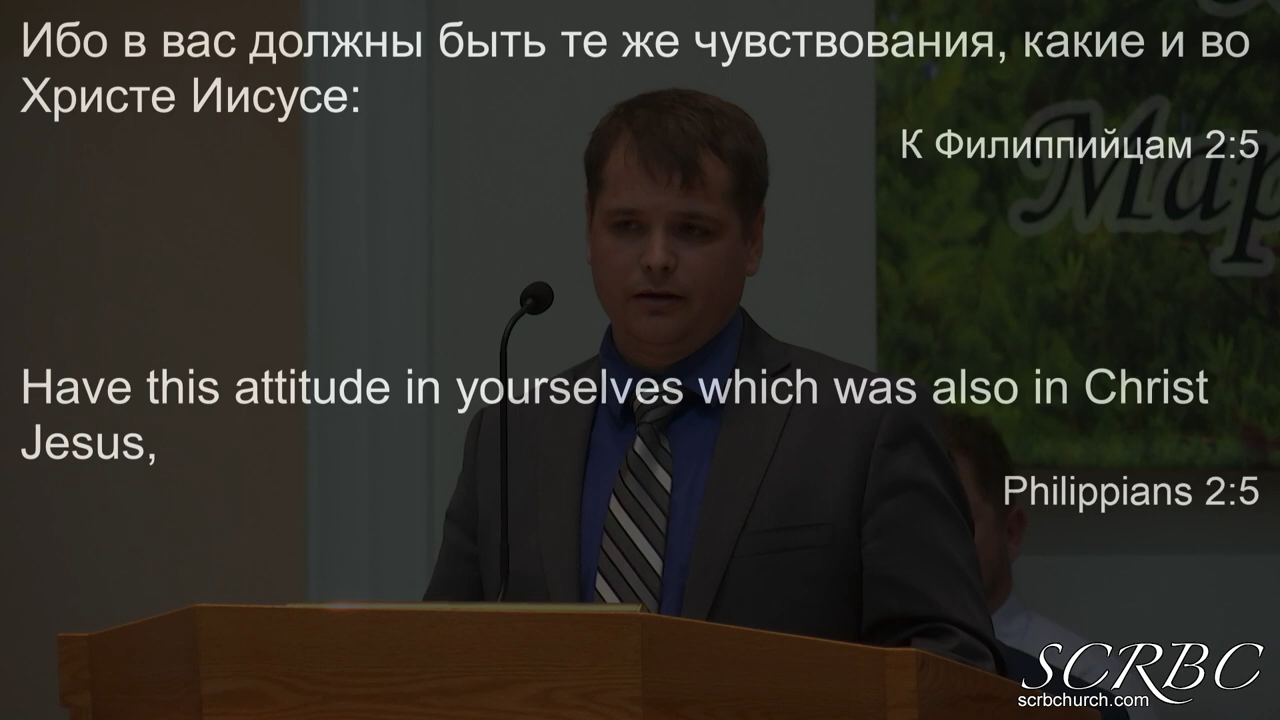 Ибо в вас должны быть те же чувствования, какие и во
Христе Иисусе:
К Филиппийцам 2:5
Мар
Have this attitude in yourselves which was also in Christ
Jesus,
Philippians 2:5
SCRBC
scrbchurch.com